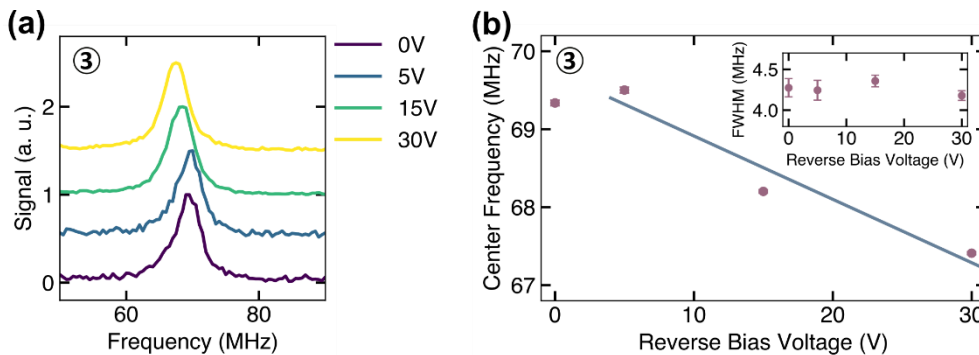 (a)
③
0V
5V
15V
30V
2
1
0
Signal (a. u.)
60
80
Frequency (MHz)
(b)
③
70
69
68
67
Center Frequency (MHz)
0
10
20
30
Reverse Bias Voltage (V)
4.5
4.0
FWHM (MHz)
0
10
20
30
Reverse Bias Voltage (V)